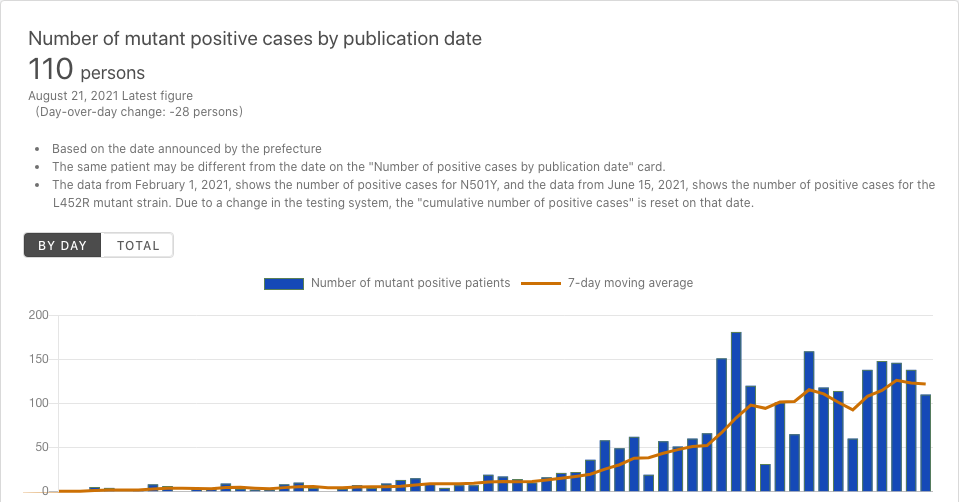 Number of mutant positive cases by publication date
110 persons
August 21, 2021 Latest figure
(Day-over-day change: -28 persons)
• Based on the date announced by the prefecture
• The same patient may be different from the date on the "Number of positive cases by publication date" card.
• The data from February 1, 2021, shows the number of positive cases for N501Y, and the data from June 15, 2021, shows the number of positive cases for the
L452R mutant strain. Due to a change in the testing system, the "cumulative number of positive cases" is reset on that date.
BY DAY TOTAL
Number of mutant positive patients 7-day moving average
200
150
100
50
0